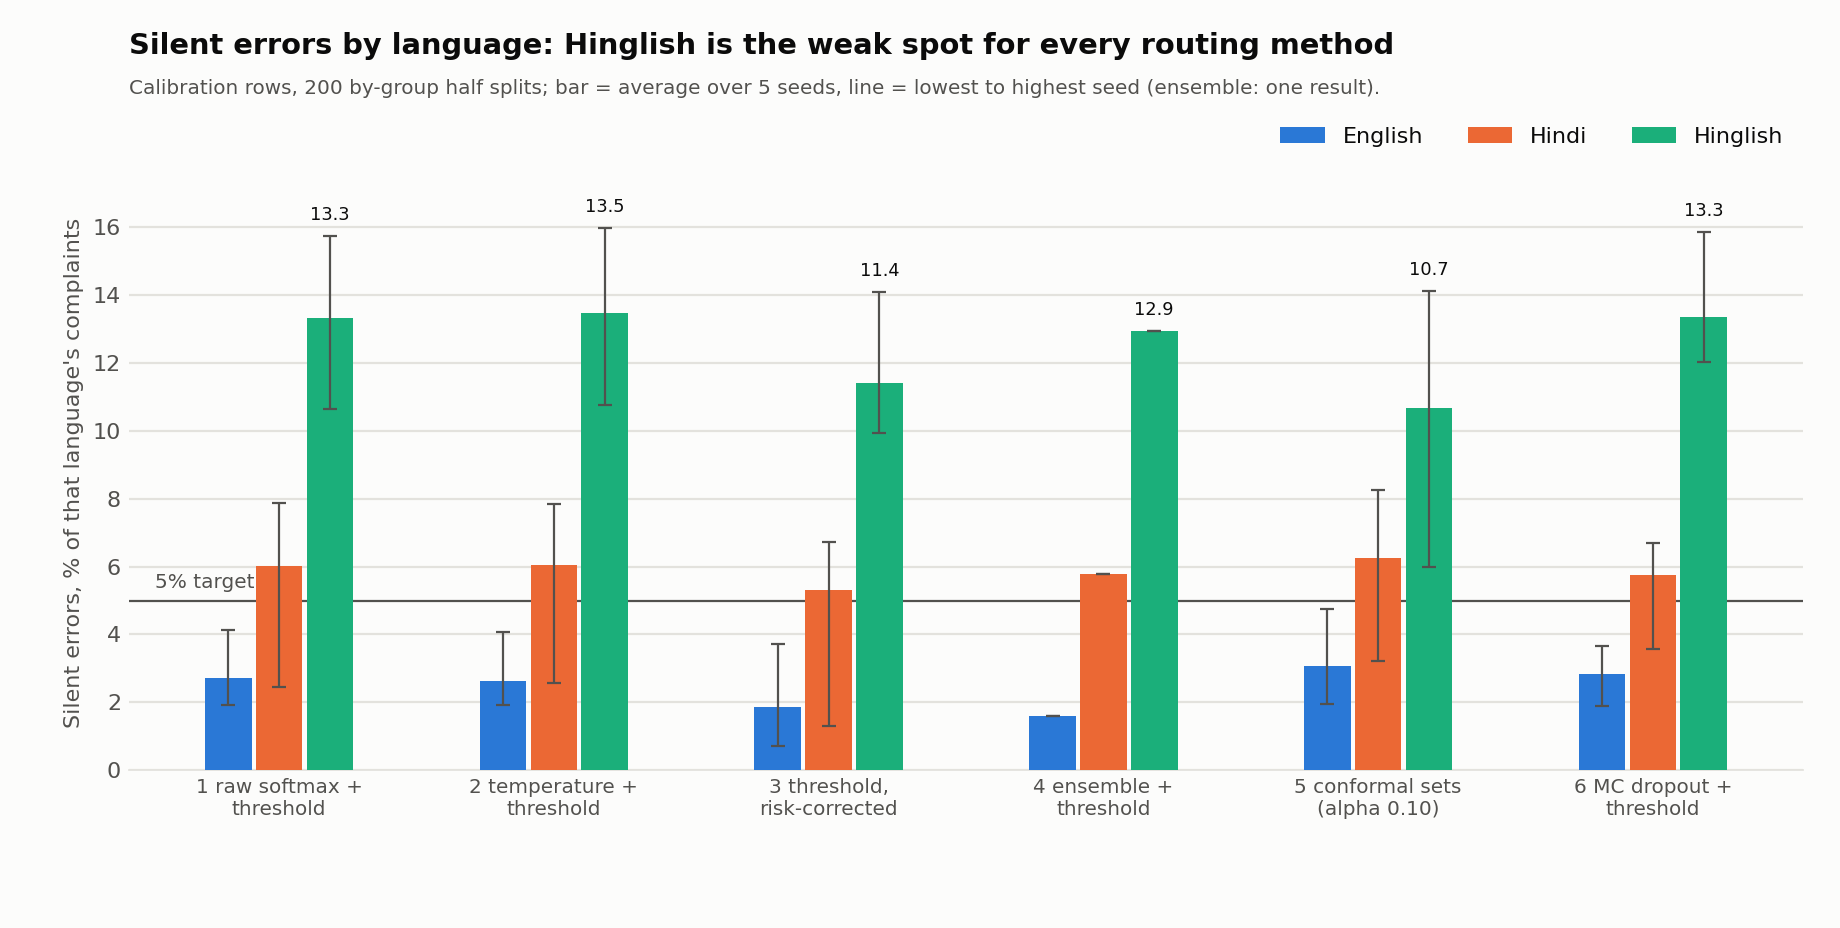 Silent errors by language: Hinglish is the weak spot for every routing method
Calibration rows, 200 by-group half splits; bar = average over 5 seeds, line = lowest to highest seed (ensemble: one result).
English
Hindi
Hinglish
Silent errors, % of that language's complaints
16
14
12
10
8
6
4
2
0
5% target
13.3
13.5
11.4
12.9
10.7
13.3
1 raw softmax +
threshold
2 temperature +
threshold
3 threshold,
risk-corrected
4 ensemble +
threshold
5 conformal sets
(alpha 0.10)
6 MC dropout +
threshold